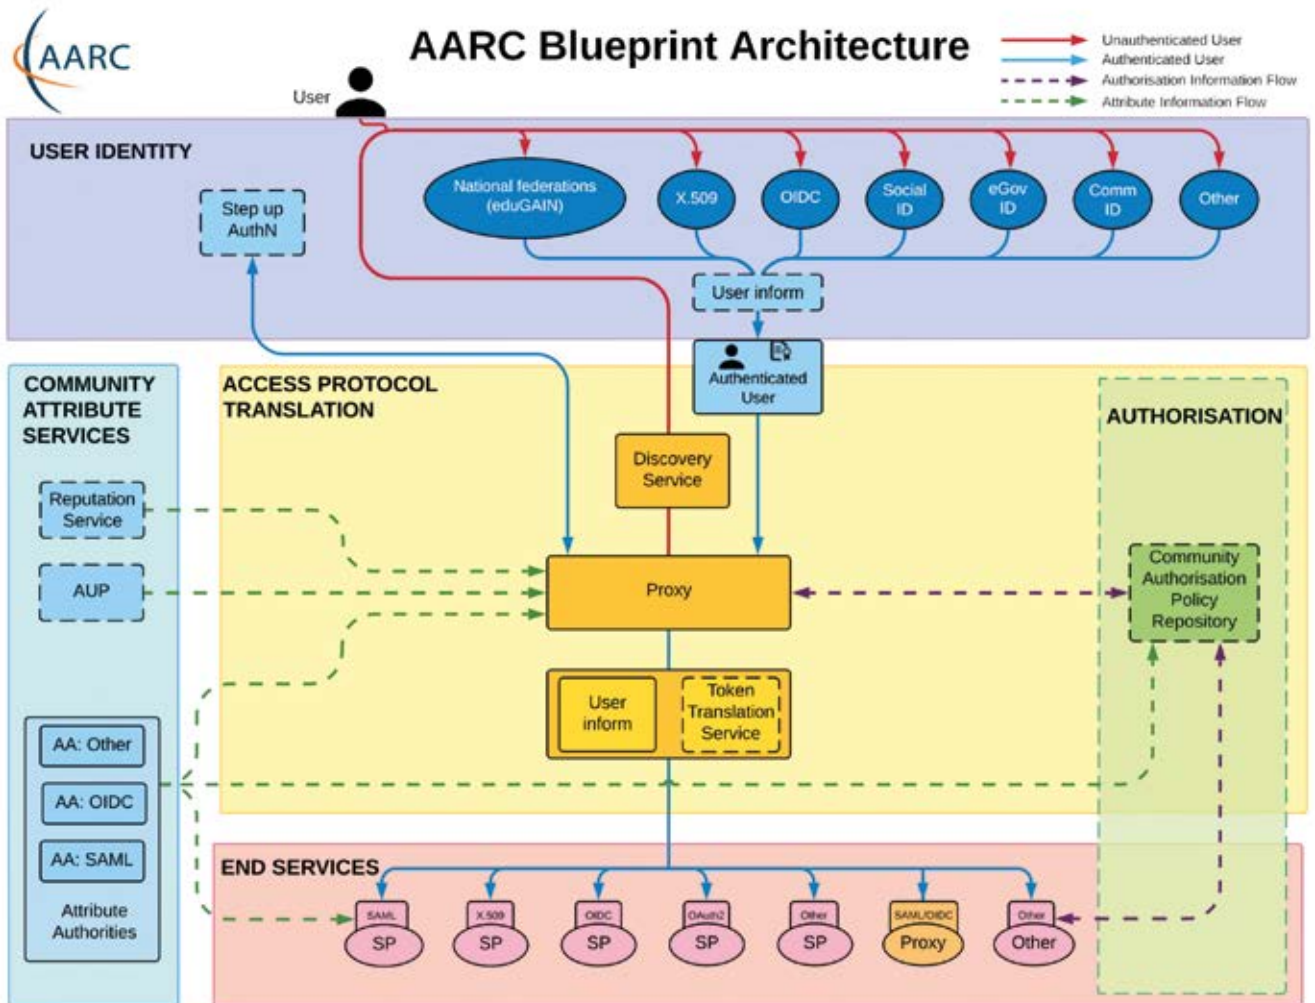 AARC
AARC Blueprint Architecture
Unauthenticated User
Authenticated User
Authorisation Information Flow
Attribute Information Flow
User
USER IDENTITY
Step up
AuthN
National federations
(eduGAIN)
X.509
OIDC
Social
ID
eGov
ID
Comm
ID
Other
User inform
Authenticated
User
COMMUNITY
ATTRIBUTE
SERVICES
ACCESS PROTOCOL
TRANSLATION
AUTHORISATION
Discovery
Service
Reputation
Service
AUP
Proxy
Community
Authorisation
Policy
Repository
User
inform
Token
Translation
Service
AA: Other
AA: OIDC
AA: SAML
Attribute
Authorities
END SERVICES
SAML
SP
X.509
SP
OIDC
SP
OAuth2
SP
Other
SP
SAML/OIDC
Proxy
Other
Other